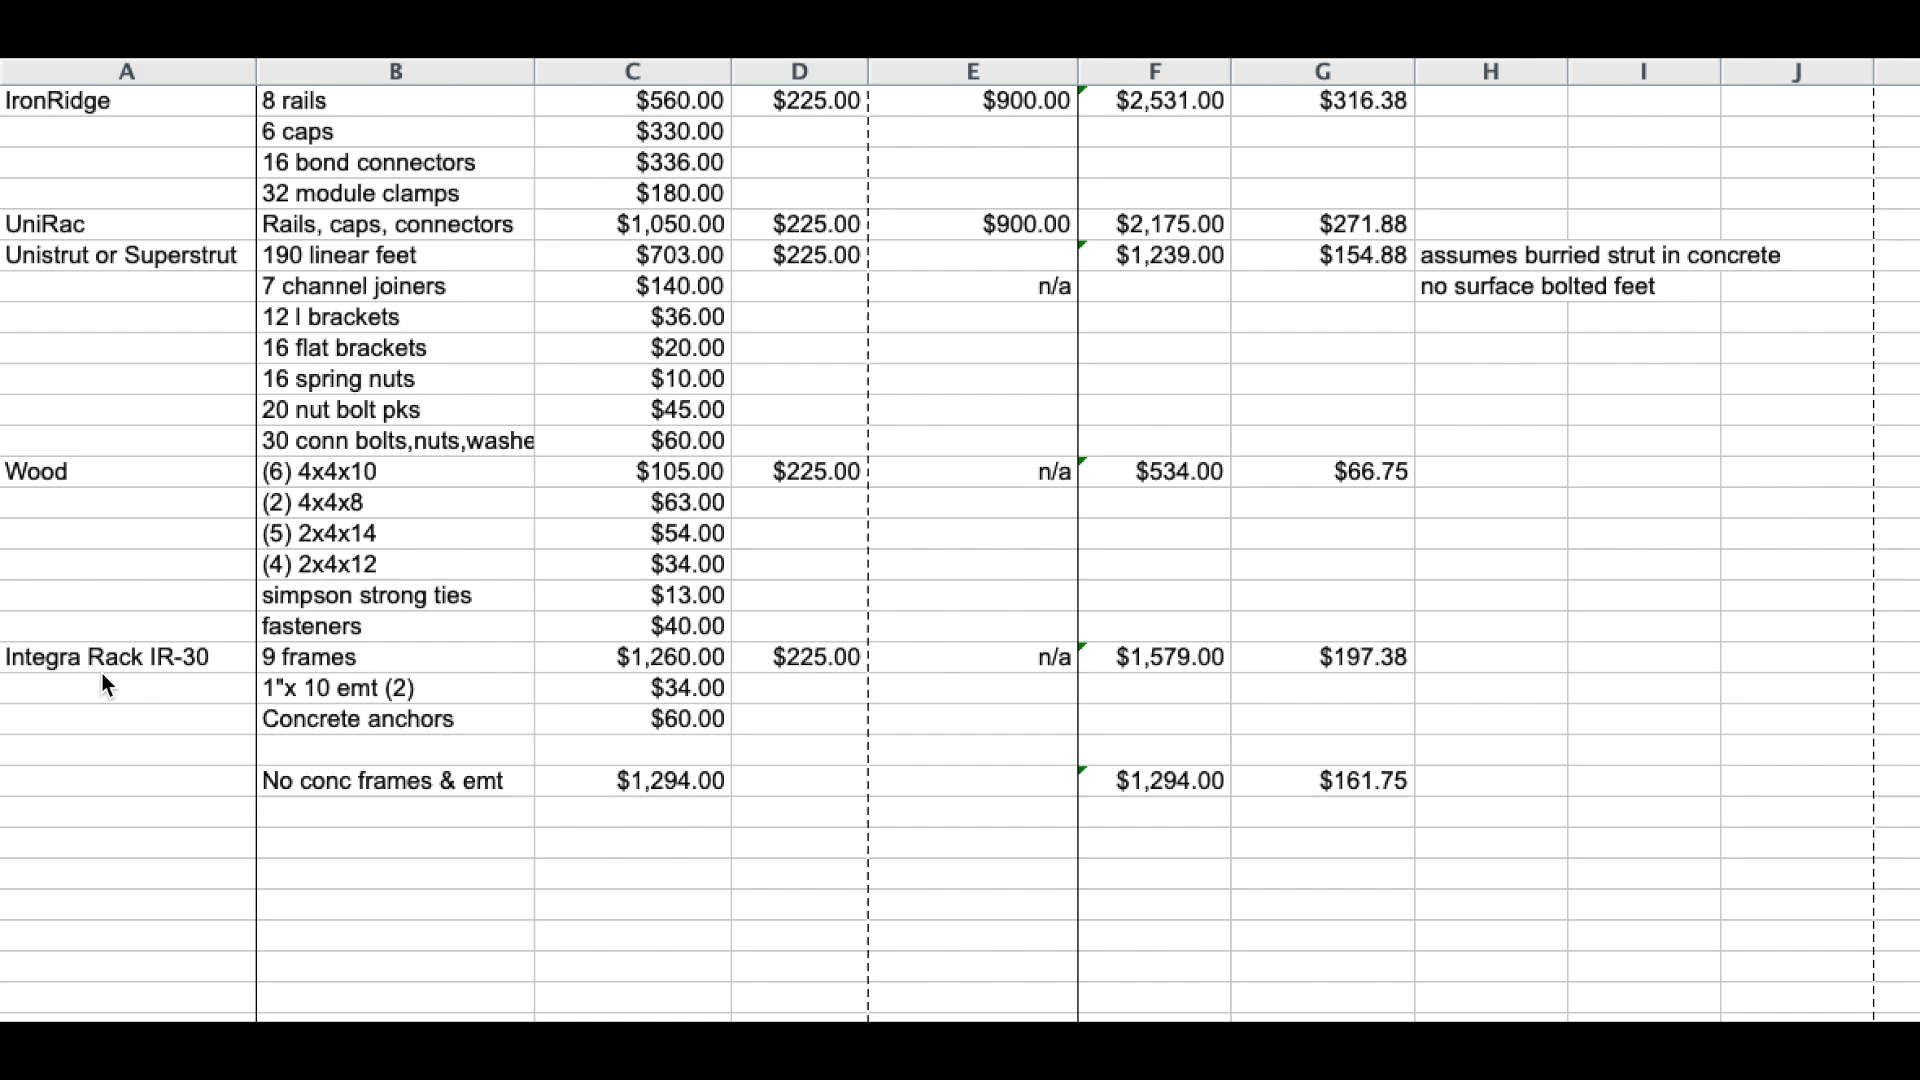 A B C D E F G H I J
IronRidge 8 rails $560.00 $225.00 $900.00 $2,531.00 $316.38
6 caps $330.00
16 bond connectors $336.00
32 module clamps $180.00
UniRac Rails, caps, connectors $1,050.00 $225.00 $900.00 $2,175.00 $271.88
Unistrut or Superstrut 190 linear feet $703.00 $225.00 $1,239.00 $154.88 assumes burried strut in concrete
7 channel joiners $140.00 n/a no surface bolted feet
12 l brackets $36.00
16 flat brackets $20.00
16 spring nuts $10.00
20 nut bolt pks $45.00
30 conn bolts,nuts,washe $60.00
Wood (6) 4x4x10 $105.00 $225.00 n/a $534.00 $66.75
(2) 4x4x8 $63.00
(5) 2x4x14 $54.00
(4) 2x4x12 $34.00
simpson strong ties $13.00
fasteners $40.00
Integra Rack IR-30 9 frames $1,260.00 $225.00 n/a $1,579.00 $197.38
1"x 10 emt (2) $34.00
Concrete anchors $60.00
No conc frames & emt $1,294.00 $1,294.00 $161.75